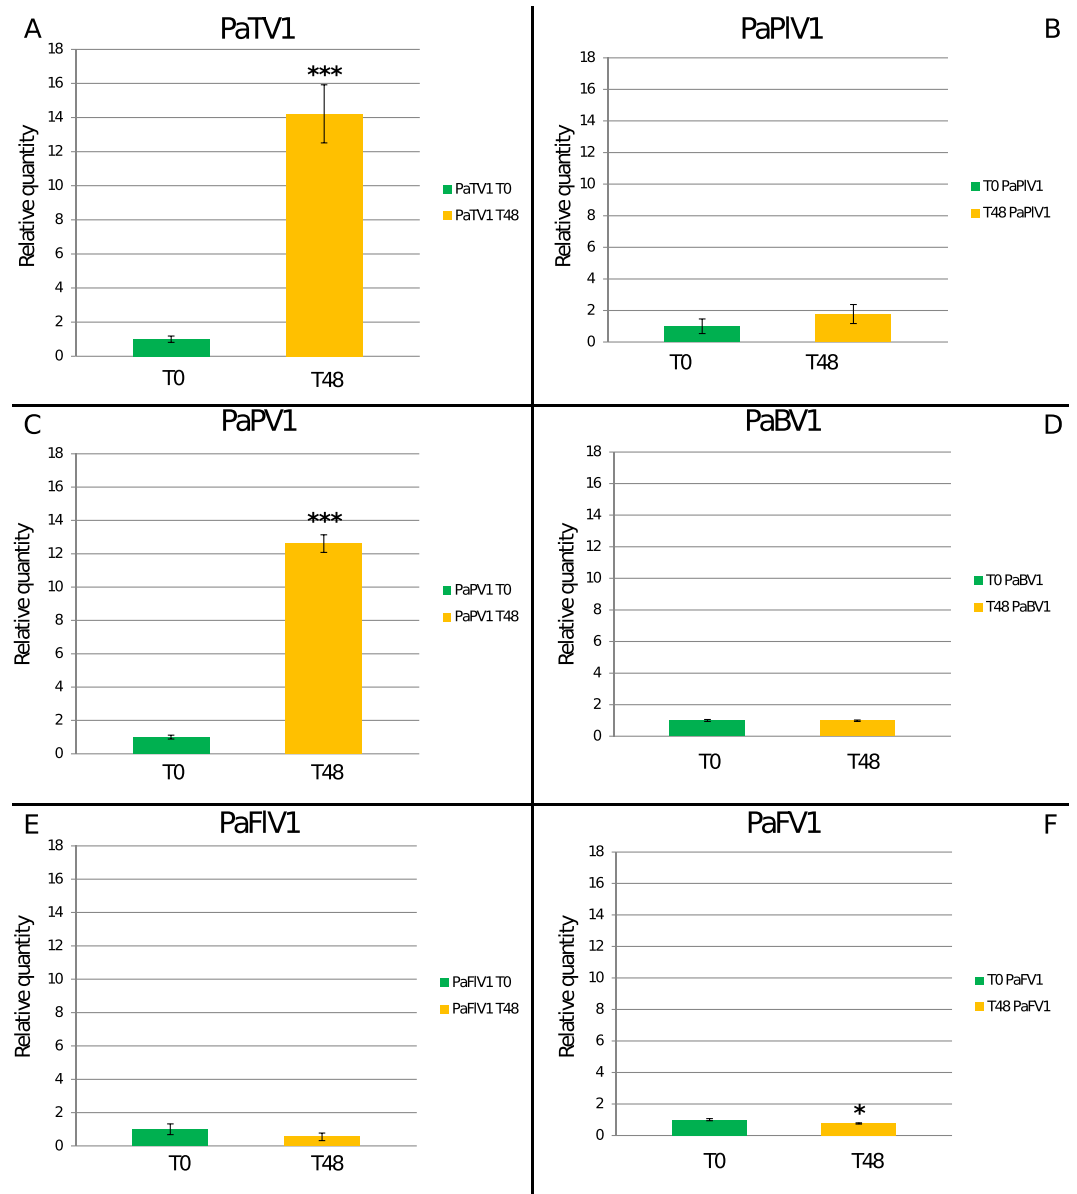 A
PaTV1
18
16
14
12
10
8
6
4
2
0
Relative quantity
***
T0
T48
PaTV1 T0
PaTV1 T48
PaPlV1
B
18
16
14
12
10
8
6
4
2
0
Relative quantity
T0
T48
T0 PaPlV1
T48 PaPlV1
C
PaPV1
18
16
14
12
10
8
6
4
2
0
Relative quantity
***
T0
T48
PaPV1 T0
PaPV1 T48
PaBV1
D
18
16
14
12
10
8
6
4
2
0
Relative quantity
T0
T48
T0 PaBV1
T48 PaBV1
E
PaFlV1
18
16
14
12
10
8
6
4
2
0
Relative quantity
T0
T48
PaFlV1 T0
PaFlV1 T48
PaFV1
F
18
16
14
12
10
8
6
4
2
0
Relative quantity
*
T0
T48
T0 PaFV1
T48 PaFV1